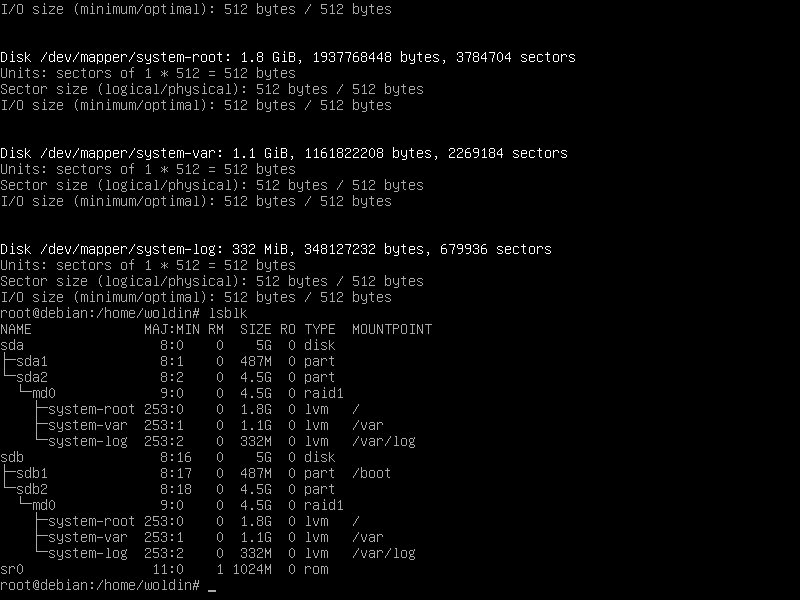 I/O size (minimum/optimal): 512 bytes / 512 bytes
Disk /dev/mapper/system-root: 1.8 GiB, 1937768448 bytes, 3784704 sectors
Units: sectors of 1 * 512 = 512 bytes
Sector size (logical/physical): 512 bytes / 512 bytes
I/O size (minimum/optimal): 512 bytes / 512 bytes
Disk /dev/mapper/system-var: 1.1 GiB, 1161822208 bytes, 2269184 sectors
Units: sectors of 1 * 512 = 512 bytes
Sector size (logical/physical): 512 bytes / 512 bytes
I/O size (minimum/optimal): 512 bytes / 512 bytes
Disk /dev/mapper/system-log: 332 MiB, 348127232 bytes, 679936 sectors
Units: sectors of 1 * 512 = 512 bytes
Sector size (logical/physical): 512 bytes / 512 bytes
I/O size (minimum/optimal): 512 bytes / 512 bytes
root@debian:/home/woldin# lsblk
NAME MAJ:MIN RM SIZE RO TYPE MOUNTPOINT
sda 8:0 0 5G 0 disk
├─sda1 8:1 0 487M 0 part
└─sda2 8:2 0 4.5G 0 part
  └─md0 9:0 0 4.5G 0 raid1
    ├─system-root 253:0 0 1.8G 0 lvm /
    ├─system-var 253:1 0 1.1G 0 lvm /var
    └─system-log 253:2 0 332M 0 lvm /var/log
sdb 8:16 0 5G 0 disk
├─sdb1 8:17 0 487M 0 part /boot
└─sdb2 8:18 0 4.5G 0 part
  └─md0 9:0 0 4.5G 0 raid1
    ├─system-root 253:0 0 1.8G 0 lvm /
    ├─system-var 253:1 0 1.1G 0 lvm /var
    └─system-log 253:2 0 332M 0 lvm /var/log
sr0 11:0 1 1024M 0 rom
root@debian:/home/woldin# _